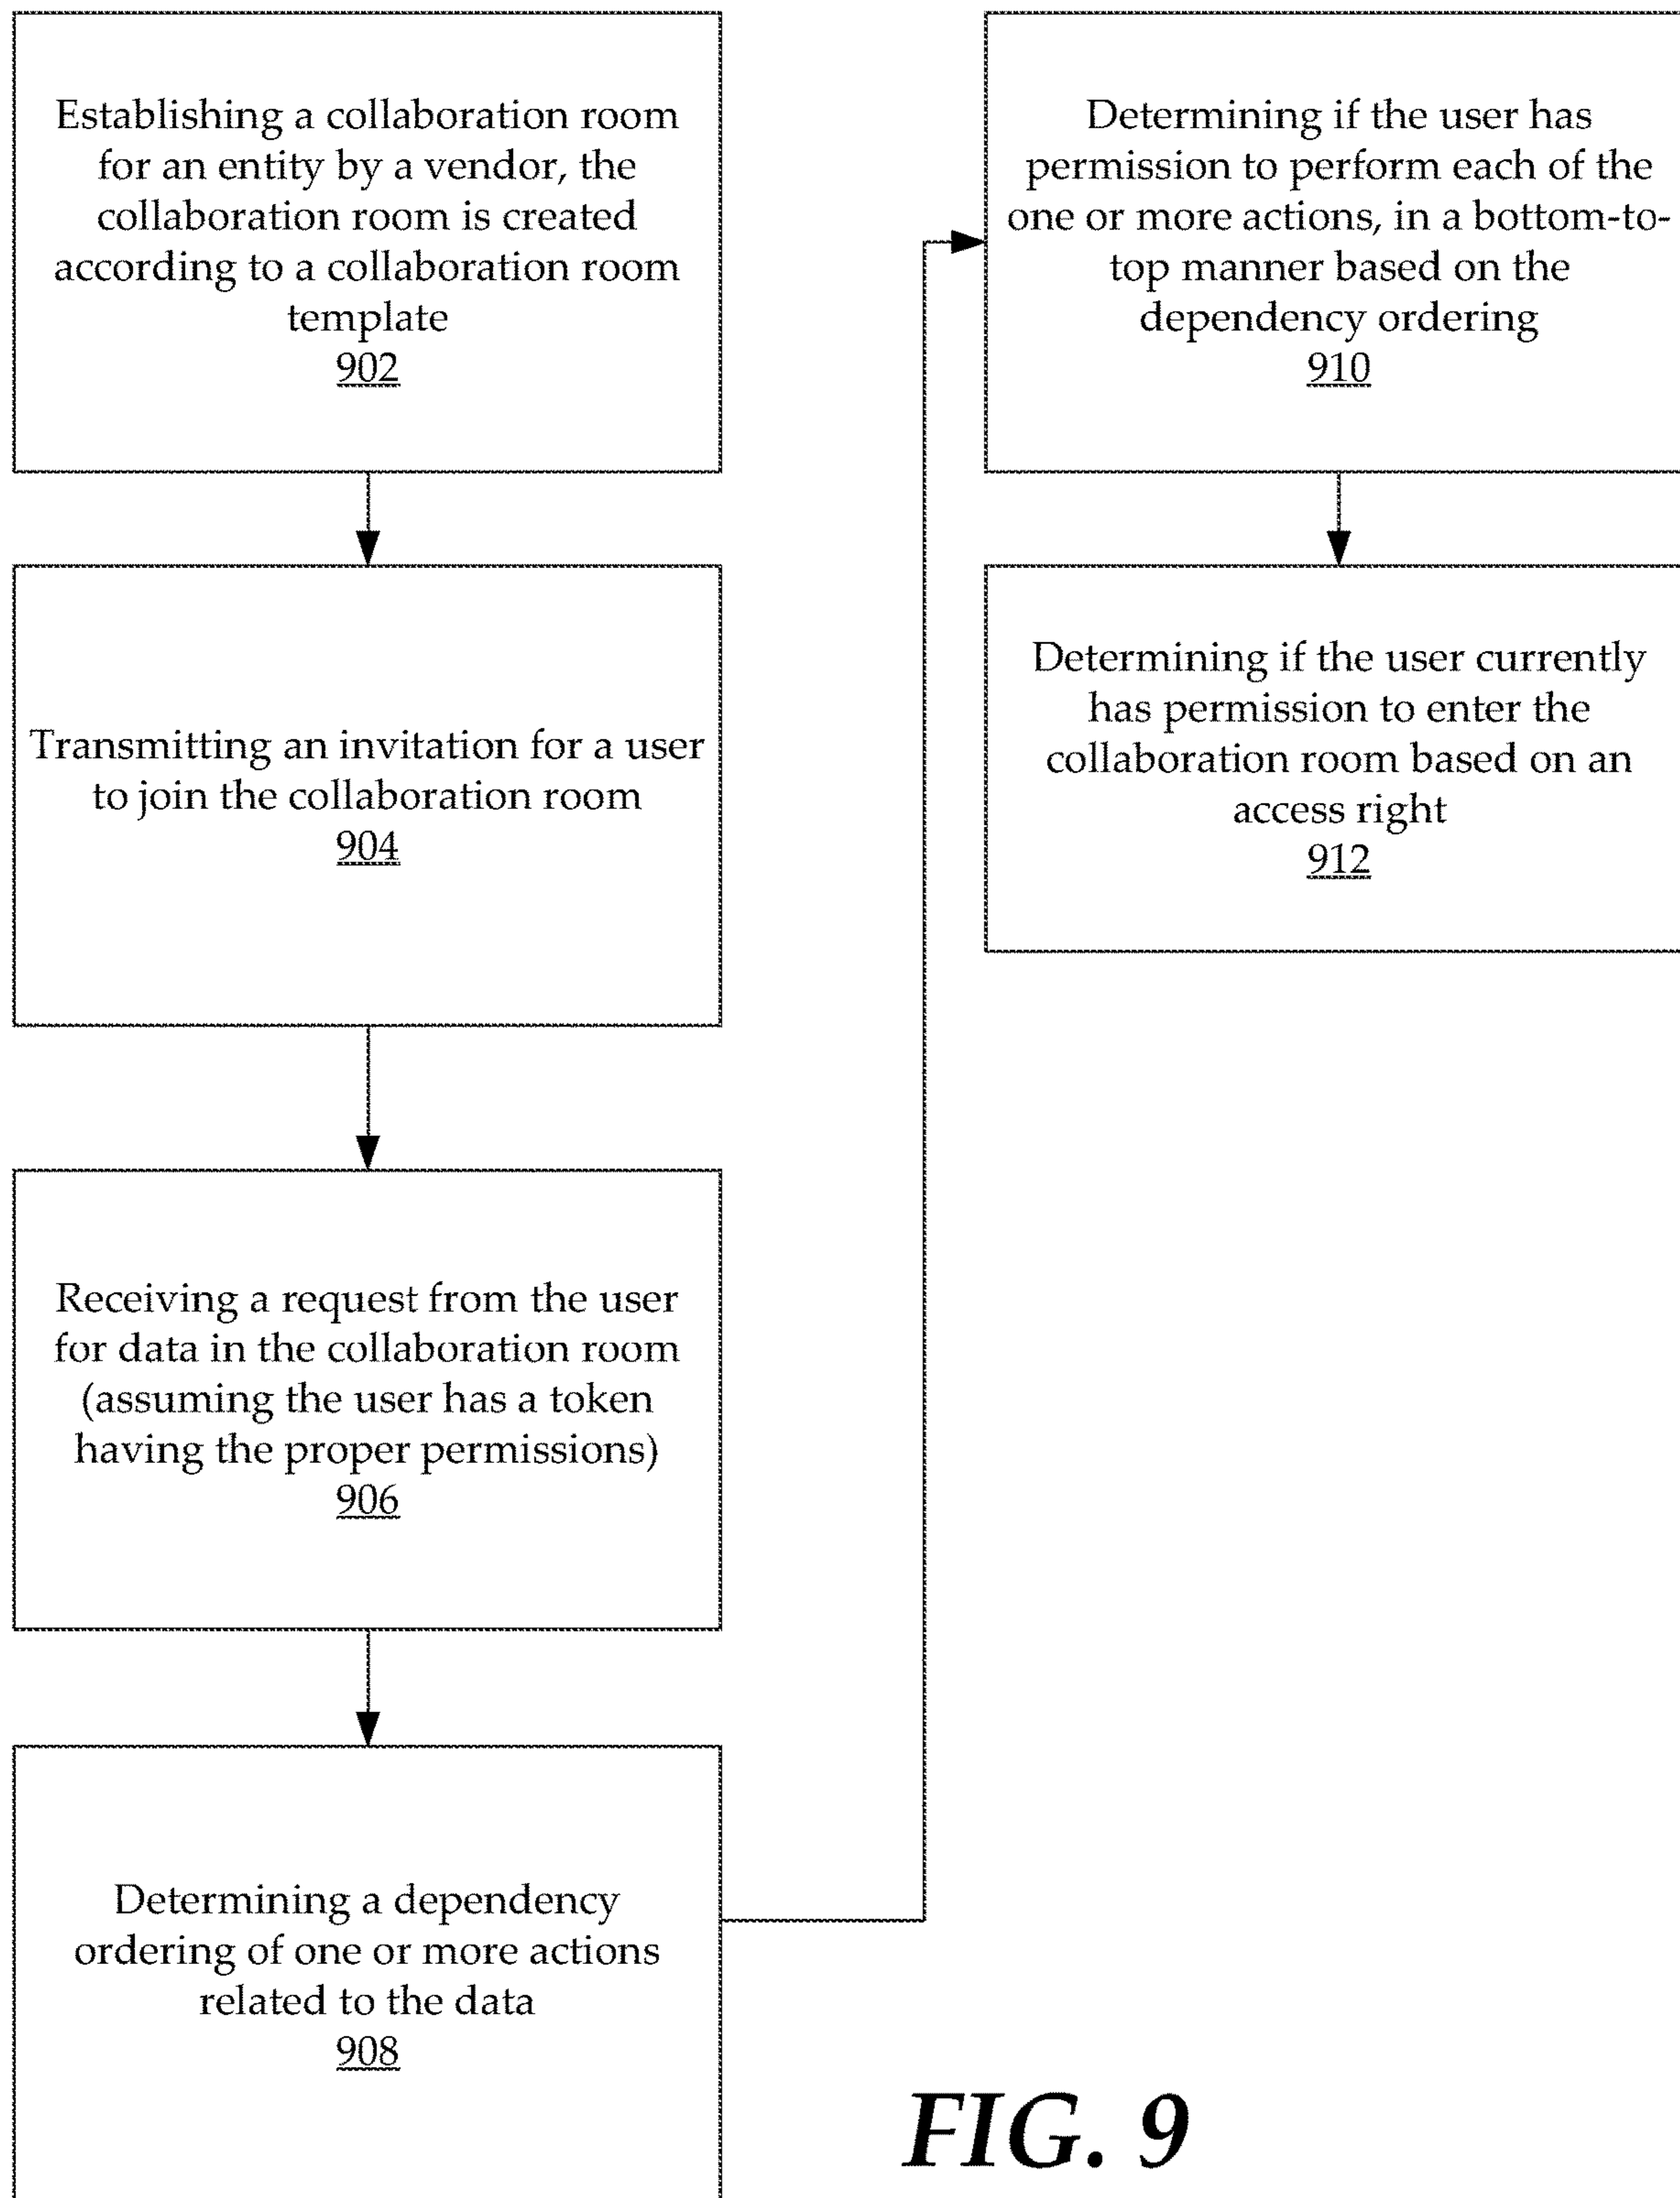 Establishing a collaboration room
for an entity by a vendor, the
collaboration room is created
according to a collaboration room
template
902
Transmitting an invitation for a user
to join the collaboration room
904
Receiving a request from the user
for data in the collaboration room
(assuming the user has a token
having the proper permissions)
906
Determining a dependency
ordering of one or more actions
related to the data
908
Determining if the user has
permission to perform each of the
one or more actions, in a bottom-to-
top manner based on the
dependency ordering
910
Determining if the user currently
has permission to enter the
collaboration room based on an
access right
912
FIG. 9